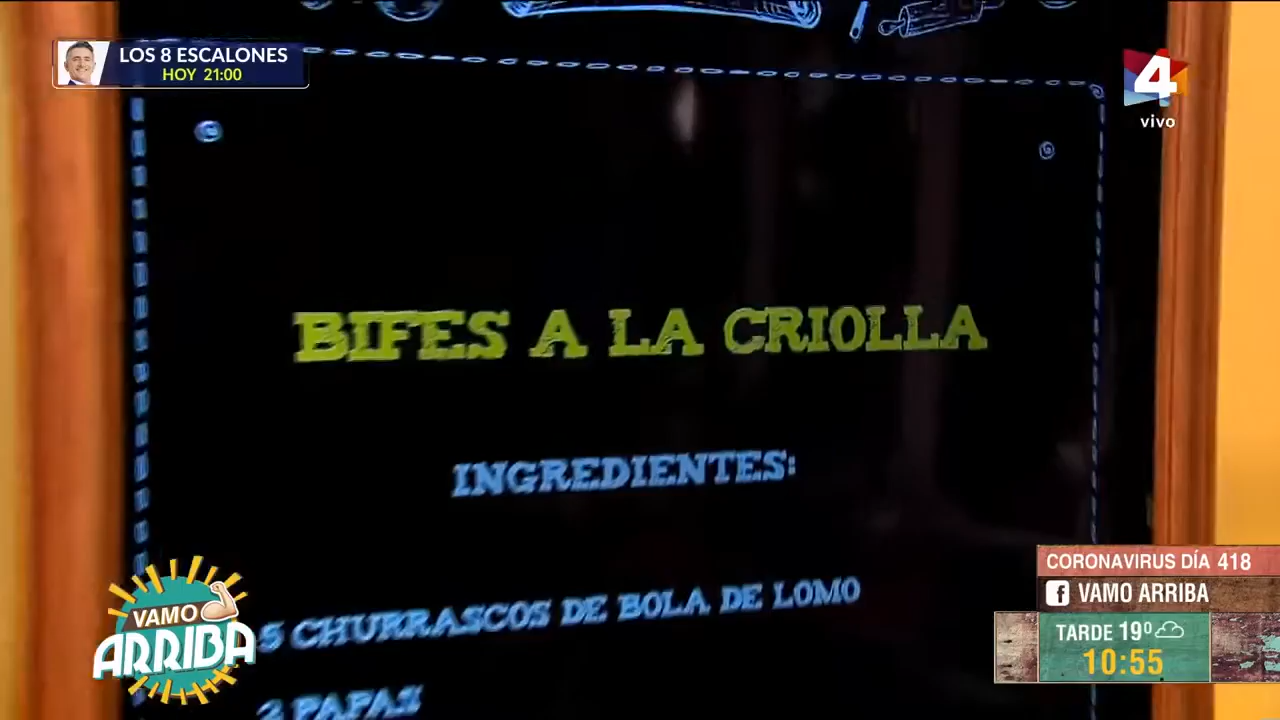 LOS 8 ESCALONES
HOY 21:00
4
vivo
BIFES A LA CRIOLLA
INGREDIENTES:
5 CHURRASCOS DE BOLA DE LOMO
PAPAS
VAMO
ARRIBA
CORONAVIRUS DÍA 418
VAMO ARRIBA
TARDE 19º
10:55